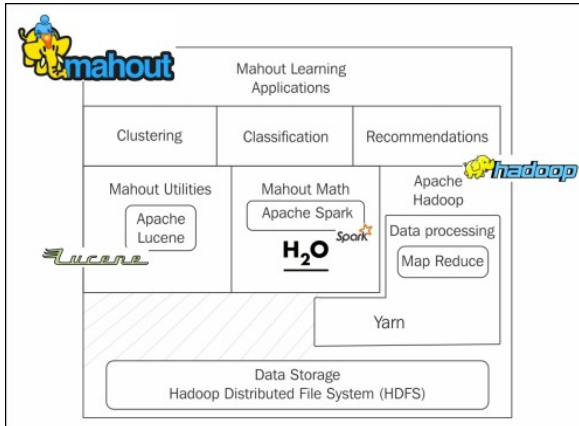 mahout
Mahout Learning
Applications
Clustering
Classification
Recommendations
hadoop
Mahout Utilities
Mahout Math
Apache
Hadoop
Apache
Lucene
Apache Spark
Spark
Lucene
H₂O
Data processing
Map Reduce
Yarn
Data Storage
Hadoop Distributed File System (HDFS)